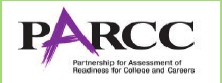 PARCC
Partnership for Assessment of
Readiness for College and Careers